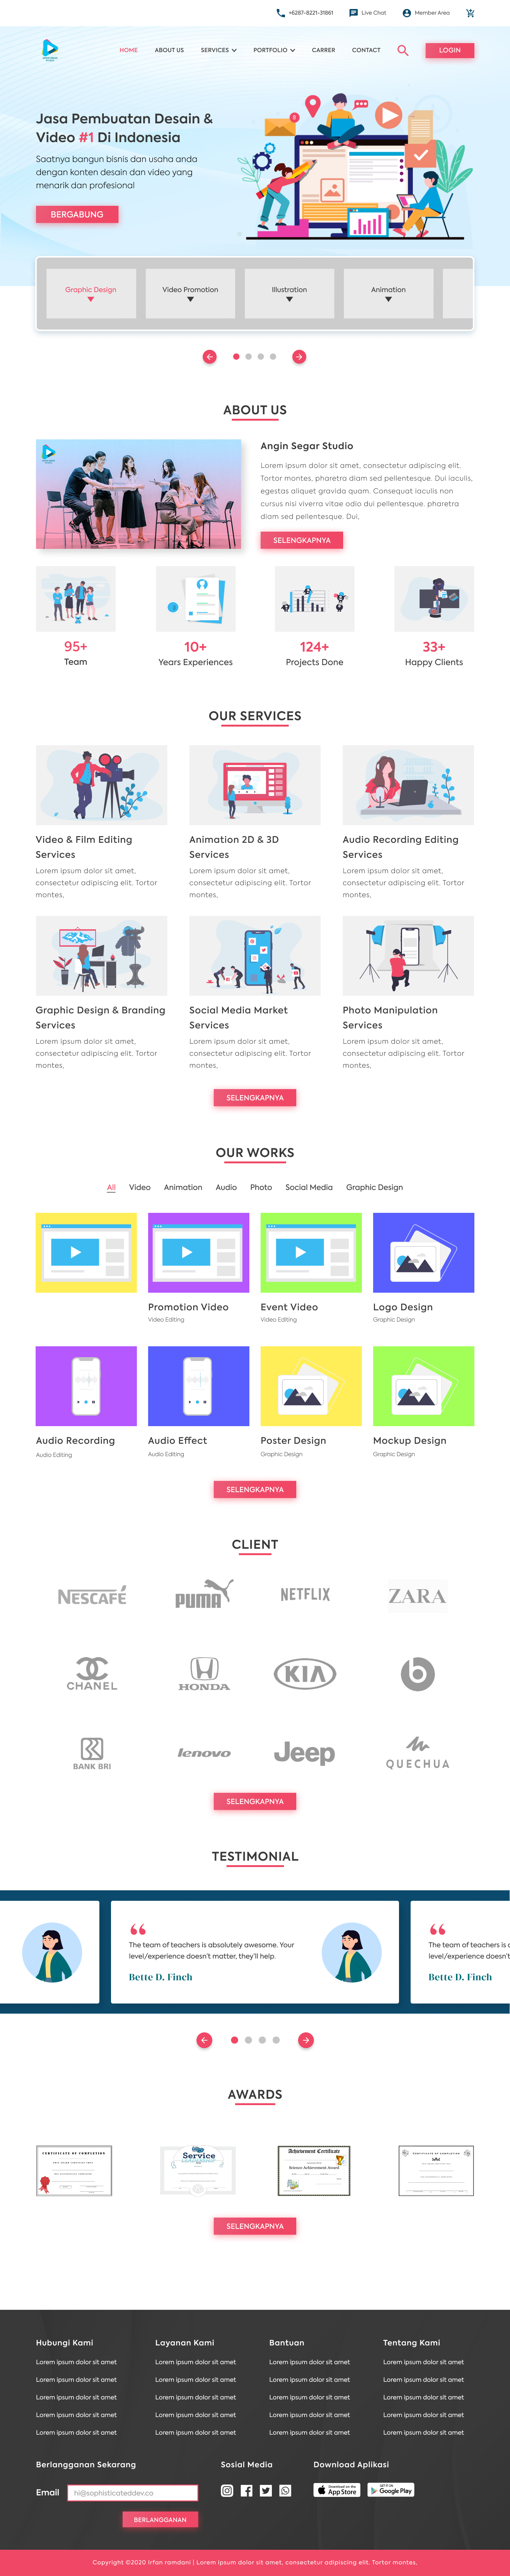 +6287-8221-31861 Live Chat Member Area
HOME ABOUT US SERVICES PORTFOLIO CARRER CONTACT LOGIN
Jasa Pembuatan Desain &
Video #1 Di Indonesia
Saatnya bangun bisnis dan usaha anda
dengan konten desain dan video yang
menarik dan profesional
BERGABUNG
Graphic Design Video Promotion Illustration Animation
ABOUT US
Angin Segar Studio
Lorem ipsum dolor sit amet, consectetur adipiscing elit.
Tortor montes, pharetra diam sed pellentesque. Dui iaculis,
egestas aliquet gravida quam. Consequat iaculis non
cursus nisi viverra vitae odio dui pellentesque. pharetra
diam sed pellentesque. Dui,
SELENGKAPNYA
95+ 10+ 124+ 33+
Team Years Experiences Projects Done Happy Clients
OUR SERVICES
Video & Film Editing
Services
Lorem ipsum dolor sit amet,
consectetur adipiscing elit. Tortor
montes,
Animation 2D & 3D
Services
Lorem ipsum dolor sit amet,
consectetur adipiscing elit. Tortor
montes,
Audio Recording Editing
Services
Lorem ipsum dolor sit amet,
consectetur adipiscing elit. Tortor
montes,
Graphic Design & Branding
Services
Lorem ipsum dolor sit amet,
consectetur adipiscing elit. Tortor
montes,
Social Media Market
Services
Lorem ipsum dolor sit amet,
consectetur adipiscing elit. Tortor
montes,
Photo Manipulation
Services
Lorem ipsum dolor sit amet,
consectetur adipiscing elit. Tortor
montes,
SELENGKAPNYA
OUR WORKS
All Video Animation Audio Photo Social Media Graphic Design
Promotion Video
Video Editing
Event Video
Video Editing
Logo Design
Graphic Design
Audio Recording
Audio Editing
Audio Effect
Audio Editing
Poster Design
Graphic Design
Mockup Design
Graphic Design
SELENGKAPNYA
CLIENT
NESCAFÉ PUMA NETFLIX ZARA
CHANEL HONDA KIA b
BANK BRI lenovo Jeep QUECHUA
SELENGKAPNYA
TESTIMONIAL
The team of teachers is absolutely awesome. Your
level/experience doesn't matter, they'll help.
Bette D. Finch
The team of teachers is
level/experience doesn't
Bette D. Finch
AWARDS
CERTIFICATE OF COMPLETION
Service
Achievement Certificate
Science Achievement Award
CERTIFICATE OF COMPLETION
SELENGKAPNYA
Hubungi Kami Layanan Kami Bantuan Tentang Kami
Lorem ipsum dolor sit amet Lorem ipsum dolor sit amet Lorem ipsum dolor sit amet Lorem ipsum dolor sit amet
Lorem ipsum dolor sit amet Lorem ipsum dolor sit amet Lorem ipsum dolor sit amet Lorem ipsum dolor sit amet
Lorem ipsum dolor sit amet Lorem ipsum dolor sit amet Lorem ipsum dolor sit amet Lorem ipsum dolor sit amet
Lorem ipsum dolor sit amet Lorem ipsum dolor sit amet Lorem ipsum dolor sit amet Lorem ipsum dolor sit amet
Lorem ipsum dolor sit amet Lorem ipsum dolor sit amet Lorem ipsum dolor sit amet Lorem ipsum dolor sit amet
Berlangganan Sekarang Sosial Media Download Aplikasi
Email hi@sophisticateddev.co
Download on the
App Store
GET IT ON
Google Play
BERLANGGANAN
Copyright ©2020 Irfan ramdani | Lorem ipsum dolor sit amet, consectetur adipiscing elit. Tortor montes,